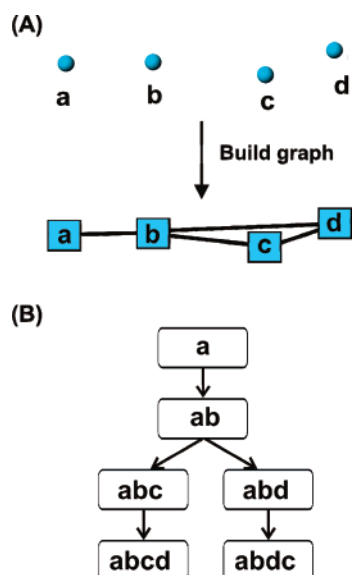 (A)
a b c d
Build graph
a b c d
(B)
a
ab
abc abd
abcd abdc